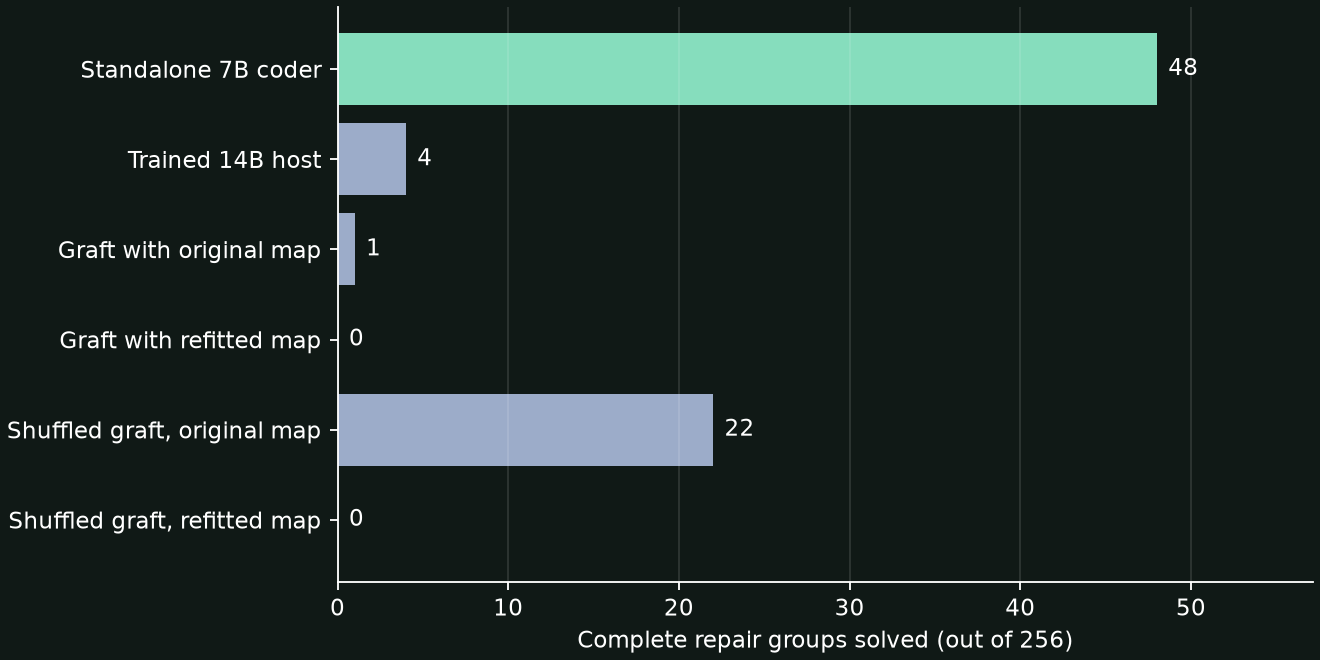 Standalone 7B coder
48
Trained 14B host
4
Graft with original map
1
Graft with refitted map
0
Shuffled graft, original map
22
Shuffled graft, refitted map
0
0 10 20 30 40 50
Complete repair groups solved (out of 256)